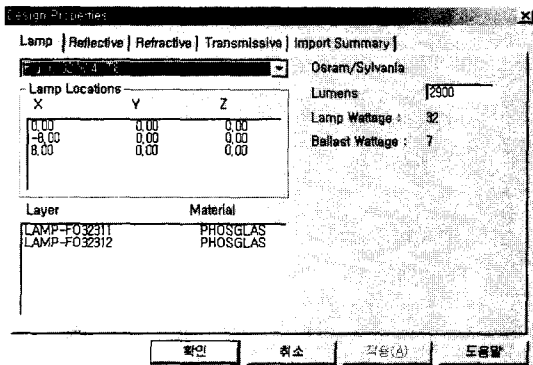 Design Properties
Lamp Reflective Refractive Transmissive Import Summary
Osram/Sylvania
Lamp Locations
X Y Z
0,00 0,00 0,00
-8,00 0,00 0,00
8,00 0,00 0,00
Lumens 2900
Lamp Wattage : 32
Ballast Wattage : 7
Layer Material
LAMP-FO32311 PHOSGLAS
LAMP-FO32312 PHOSGLAS
확인 취소 적용(A) 도움말